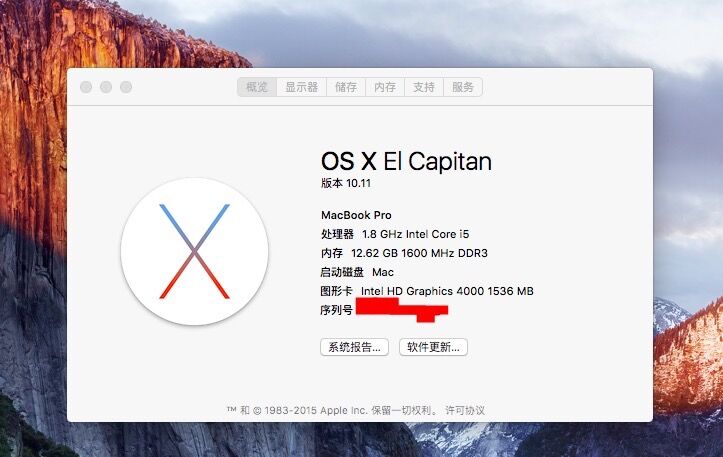 概览 显示器 储存 内存 支持 服务
OS X El Capitan
版本 10.11
MacBook Pro
处理器 1.8 GHz Intel Core i5
内存 12.62 GB 1600 MHz DDR3
启动磁盘 Mac
图形卡 Intel HD Graphics 4000 1536 MB
序列号
系统报告... 软件更新...
™ 和 © 1983-2015 Apple Inc. 保留一切权利。 许可协议